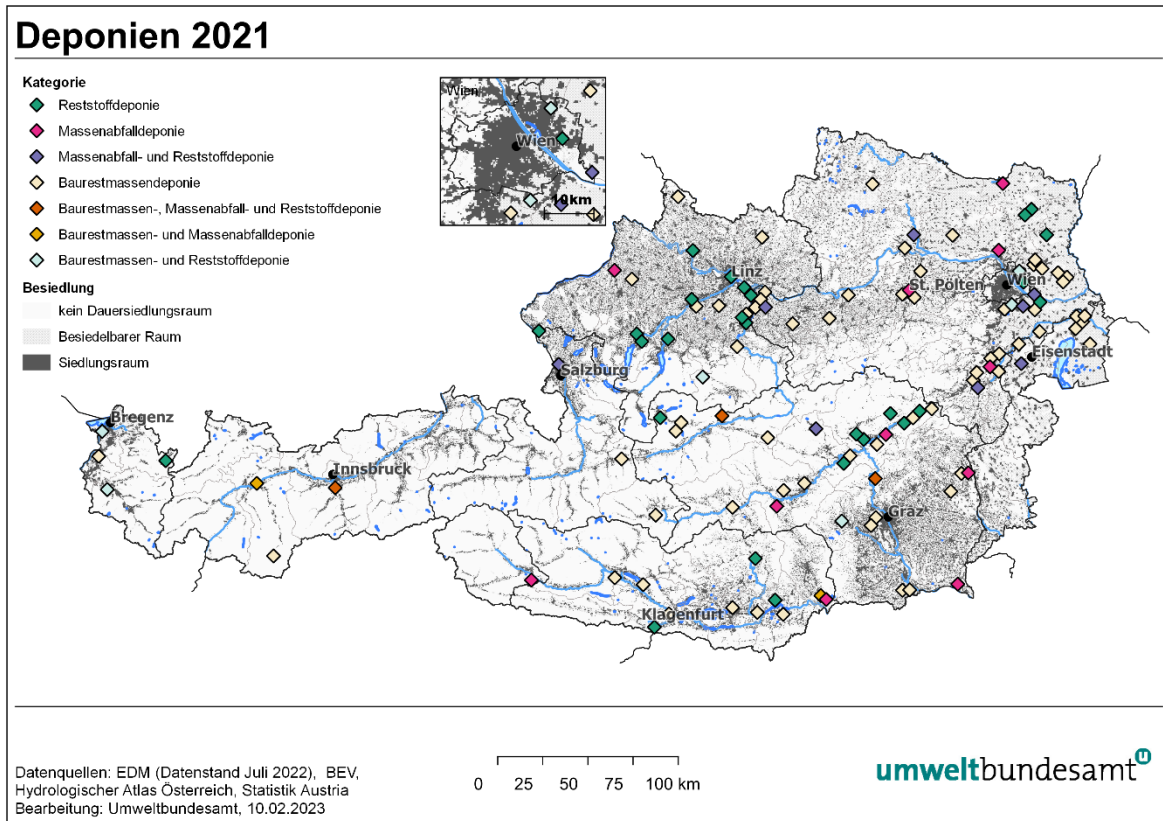 Deponien 2021
Kategorie
Reststoffdeponie
Massenabfalldeponie
Massenabfall- und Reststoffdeponie
Baurestmassendeponie
Baurestmassen-, Massenabfall- und Reststoffdeponie
Baurestmassen- und Massenabfalldeponie
Baurestmassen- und Reststoffdeponie
Besiedlung
kein Dauersiedlungsraum
Besiedelbarer Raum
Siedlungsraum
Wien
Wien
10km
Linz
St. Pölten
Wien
Eisenstadt
Salzburg
Bregenz
Innsbruck
Graz
Klagenfurt
Datenquellen: EDM (Datenstand Juli 2022), BEV,
Hydrologischer Atlas Österreich, Statistik Austria
Bearbeitung: Umweltbundesamt, 10.02.2023
0 25 50 75 100 km
umweltbundesamt u